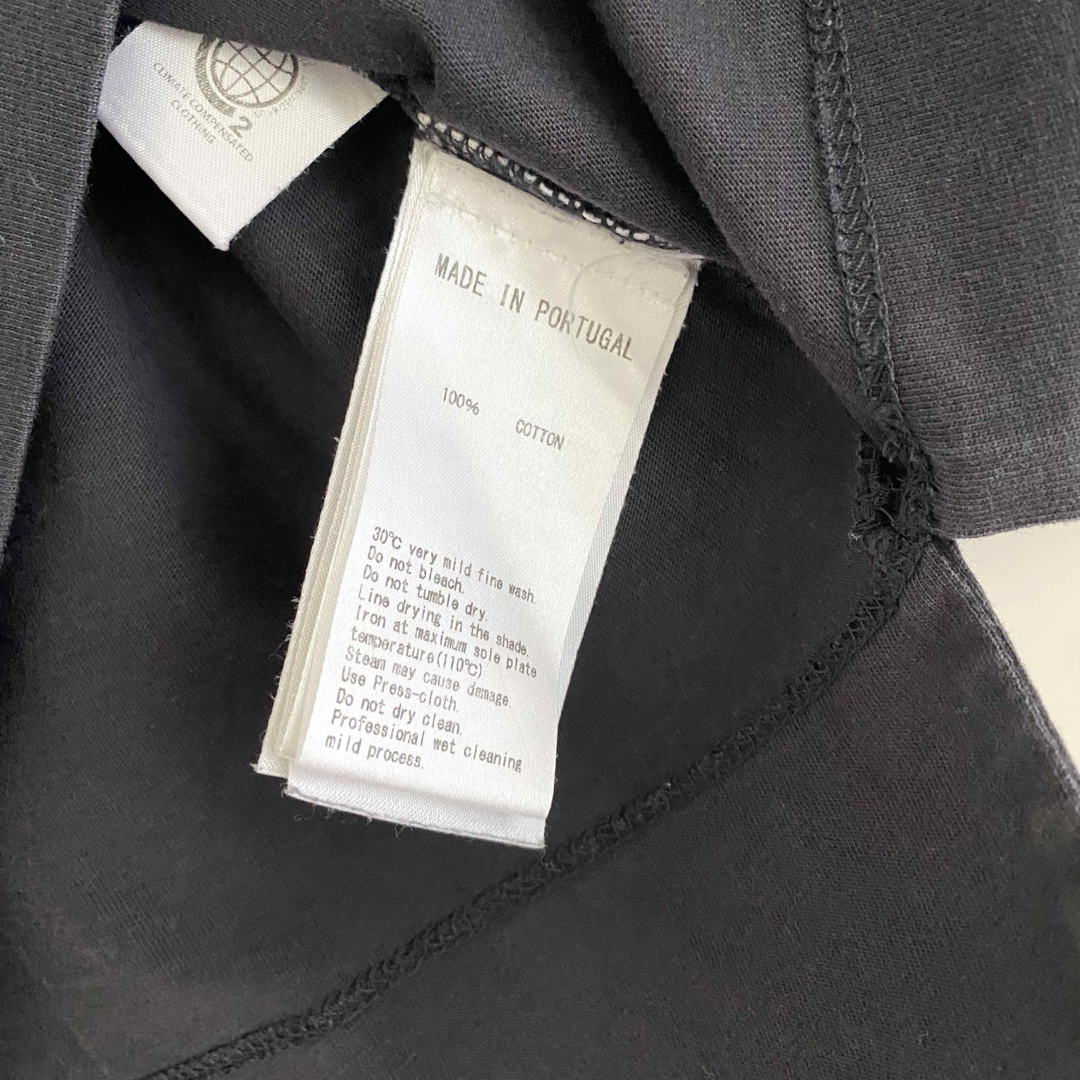 2
CLIMATE COMPENSATED
CLOTHING
MADE IN PORTUGAL
100% COTTON
30℃ very mild fine wash.
Do not bleach.
Do not tumble dry.
Line drying in the shade.
Iron at maximum sole plate
temperature(110℃)
Steam may cause damage.
Use Press-cloth.
Do not dry clean.
Professional wet cleaning
mild process.